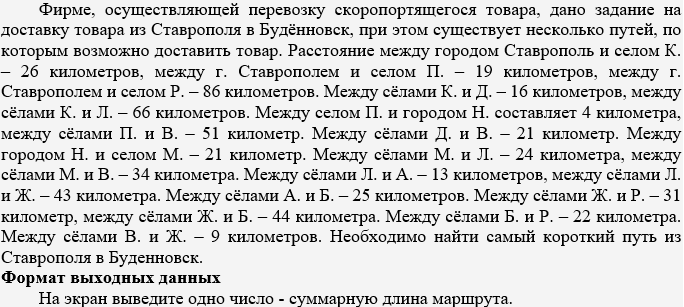 Фирме, осуществляющей перевозку скоропортящегося товара, дано задание на
доставку товара из Ставрополя в Будённовск, при этом существует несколько путей, по
которым возможно доставить товар. Расстояние между городом Ставрополь и селом К.
– 26 километров, между г. Ставрополем и селом П. – 19 километров, между г.
Ставрополем и селом Р. – 86 километров. Между сёлами К. и Д. – 16 километров, между
сёлами К. и Л. – 66 километров. Между селом П. и городом Н. составляет 4 километра,
между сёлами П. и В. – 51 километр. Между сёлами Д. и В. – 21 километр. Между
городом Н. и селом М. – 21 километр. Между сёлами М. и Л. – 24 километра, между
сёлами М. и В. – 34 километра. Между сёлами Л. и А. – 13 километров, между сёлами Л.
и Ж. – 43 километра. Между сёлами А. и Б. – 25 километров. Между сёлами Ж. и Р. – 31
километр, между сёлами Ж. и Б. – 44 километра. Между сёлами Б. и Р. – 22 километра.
Между сёлами В. и Ж. – 9 километров. Необходимо найти самый короткий путь из
Ставрополя в Буденновск.
Формат выходных данных
На экран выведите одно число - суммарную длина маршрута.